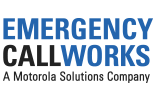 EMERGENCY
CALLWORKS
A Motorola Solutions Company